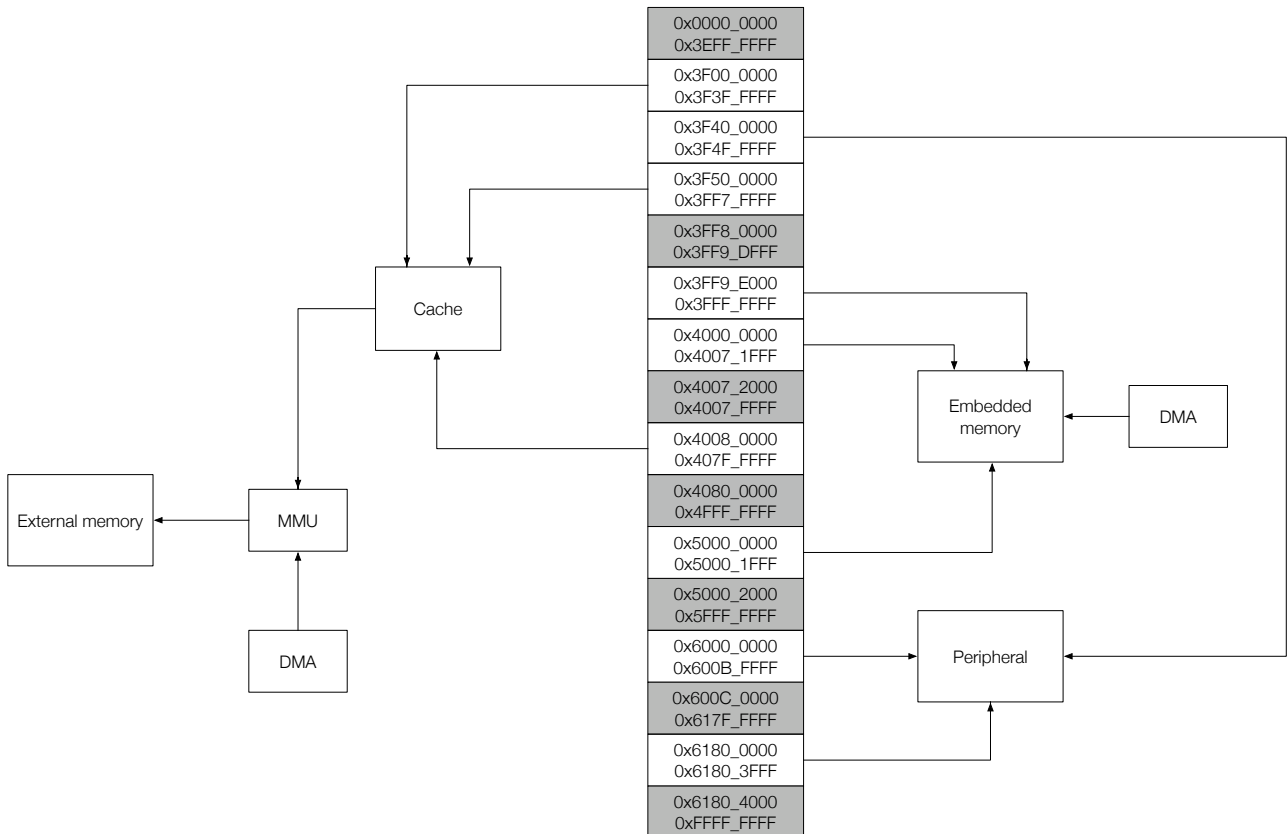 0x0000_0000
0x3EFF_FFFF
0x3F00_0000
0x3F3F_FFFF
0x3F40_0000
0x3F4F_FFFF
0x3F50_0000
0x3FF7_FFFF
0x3FF8_0000
0x3FF9_DFFF
0x3FF9_E000
0x3FFF_FFFF
0x4000_0000
0x4007_1FFF
0x4007_2000
0x4007_FFFF
0x4008_0000
0x407F_FFFF
0x4080_0000
0x4FFF_FFFF
0x5000_0000
0x5000_1FFF
0x5000_2000
0x5FFF_FFFF
0x6000_0000
0x600B_FFFF
0x600C_0000
0x617F_FFFF
0x6180_0000
0x6180_3FFF
0x6180_4000
0xFFFF_FFFF
Cache
External memory
MMU
DMA
Embedded
memory
DMA
Peripheral